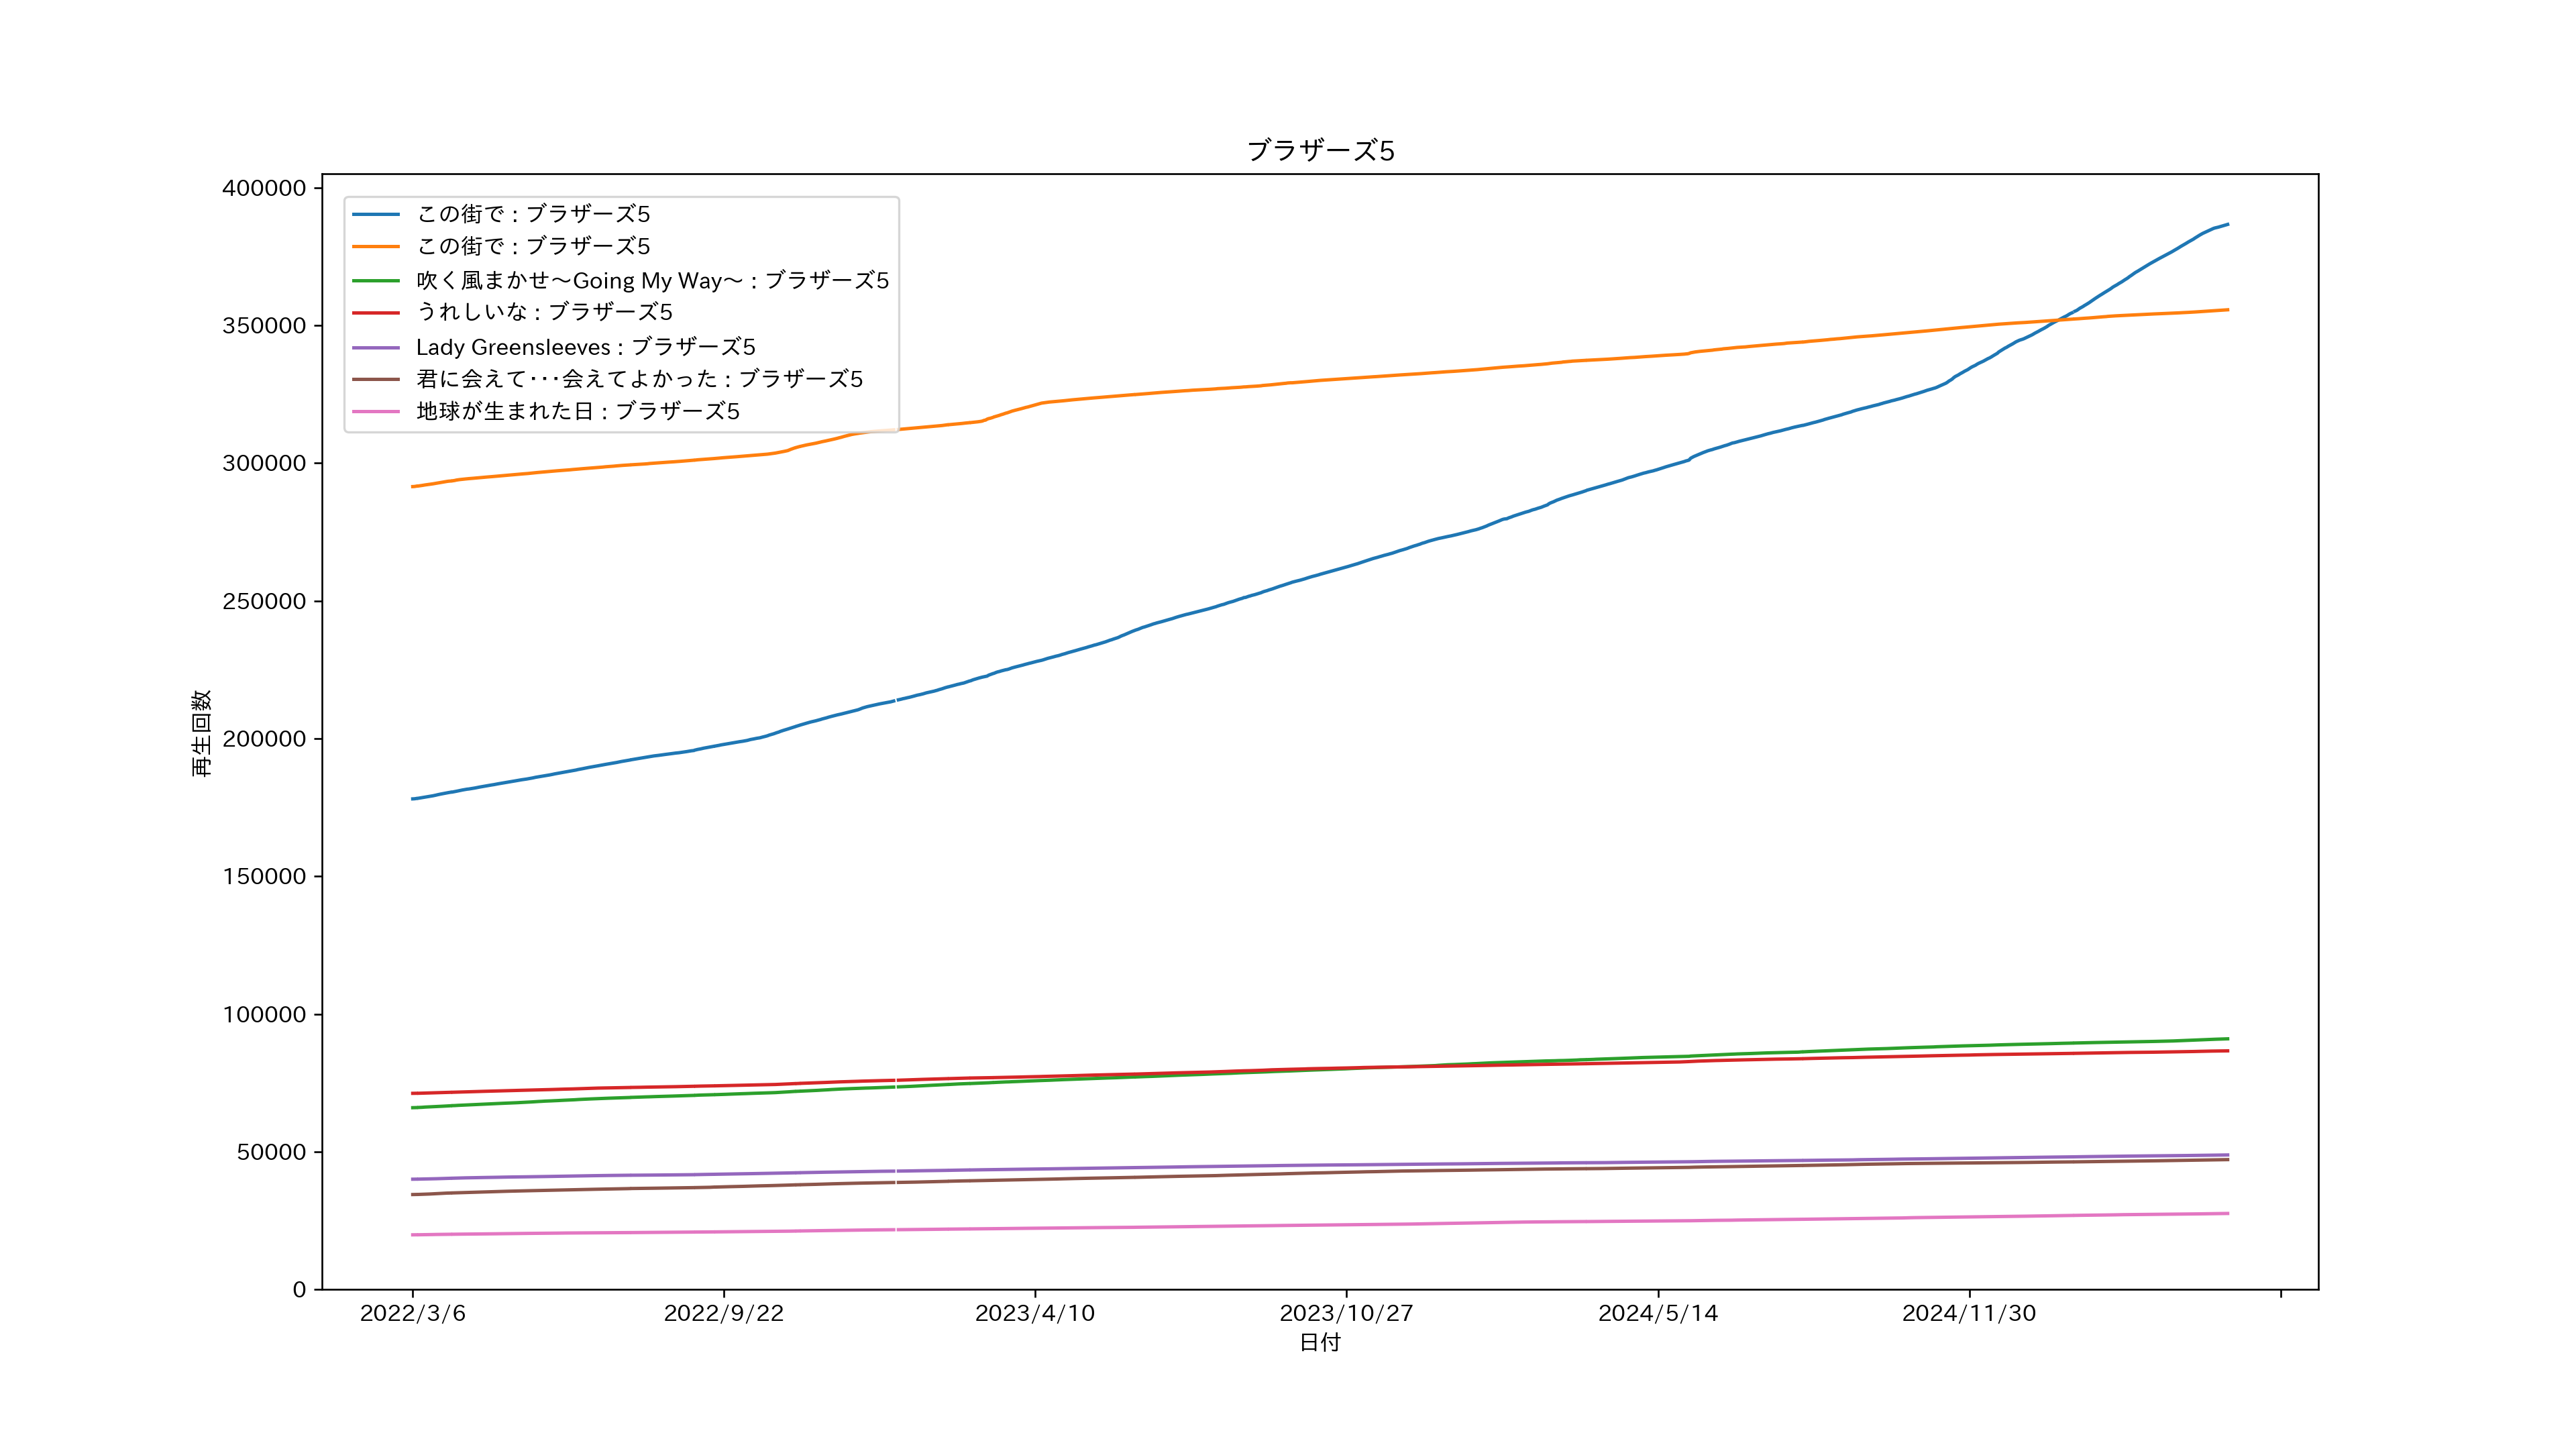 ブラザーズ5
400000
350000
300000
250000
200000
150000
100000
50000
0
再生回数
この街で : ブラザーズ5
この街で : ブラザーズ5
吹く風まかせ〜Going My Way〜 : ブラザーズ5
うれしいな : ブラザーズ5
Lady Greensleeves : ブラザーズ5
君に会えて･･･会えてよかった : ブラザーズ5
地球が生まれた日 : ブラザーズ5
2022/3/6 2022/9/22 2023/4/10 2023/10/27 2024/5/14 2024/11/30
日付